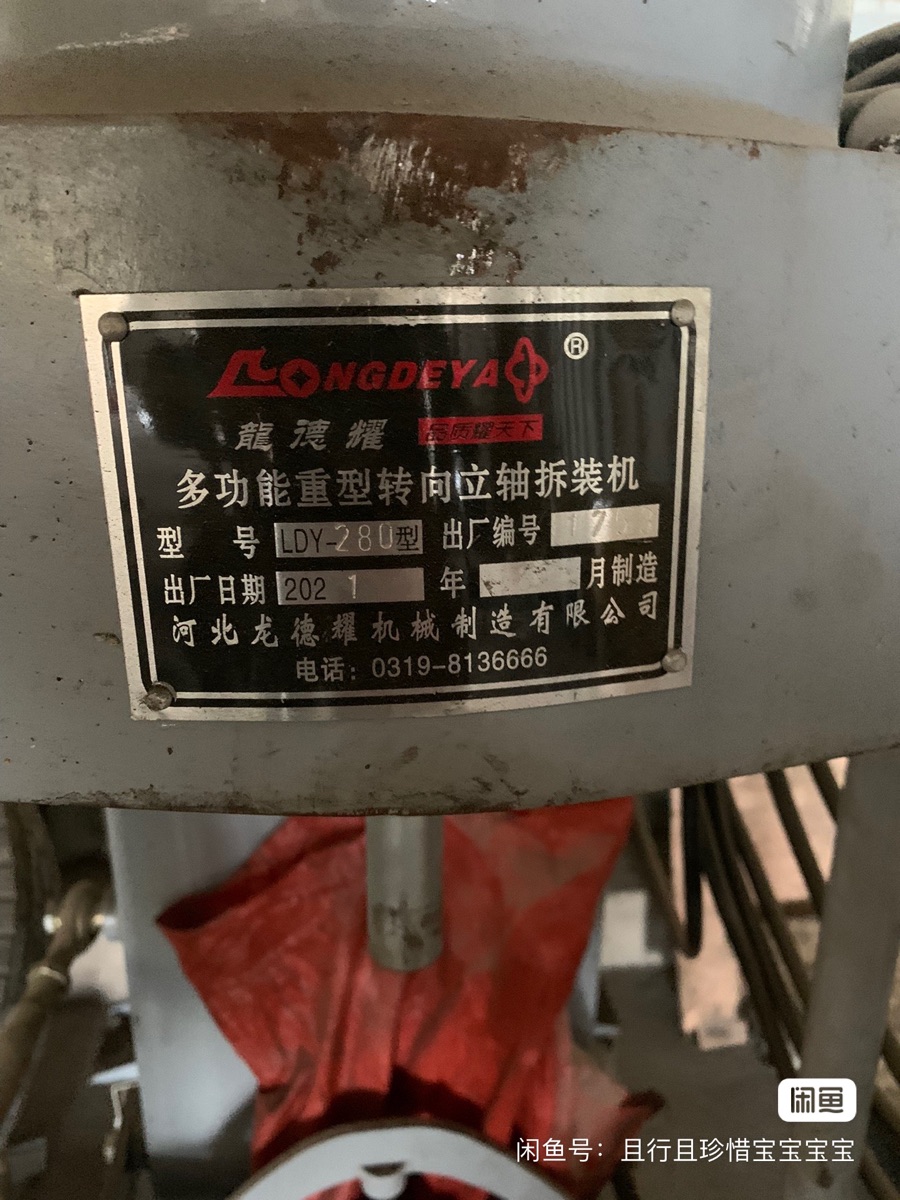 LONGDEYAO®
龍德耀 品质耀天下
多功能重型转向立轴拆装机
型 号 LDY-280型 出厂编号
出厂日期 2021 年 月制造
河北龙德耀机械制造有限公司
电话：0319-8136666
闲鱼
闲鱼号：且行且珍惜宝宝宝宝